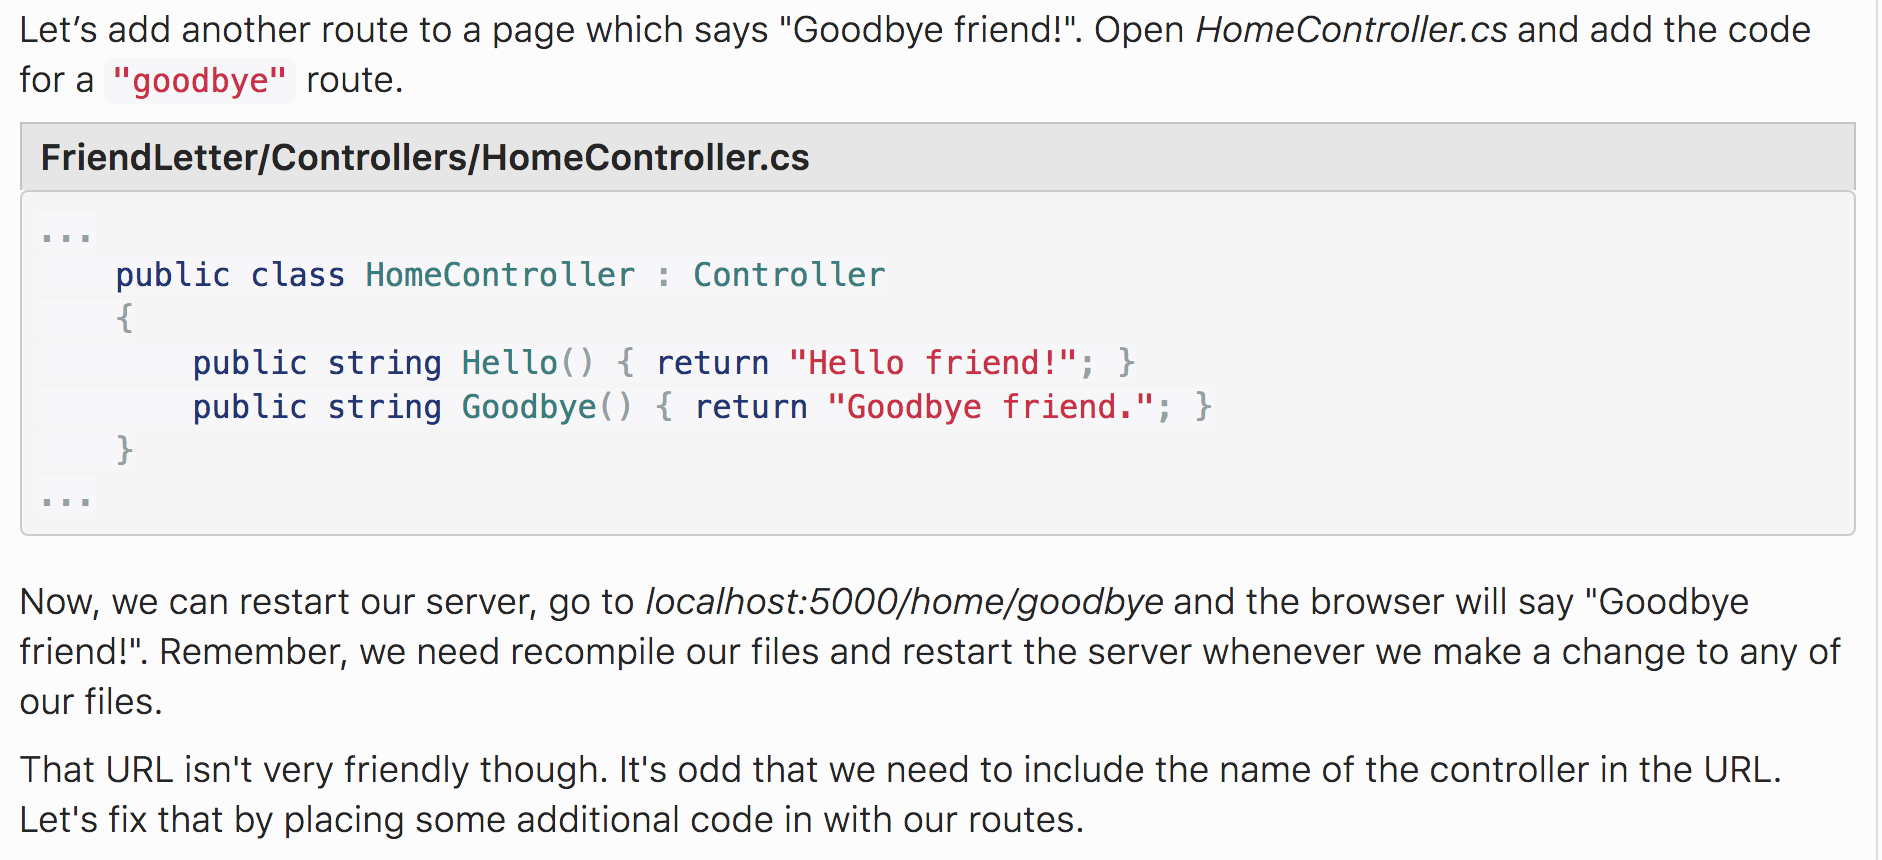 Let’s add another route to a page which says "Goodbye friend!". Open HomeController.cs and add the code
for a "goodbye" route.
FriendLetter/Controllers/HomeController.cs
...
    public class HomeController : Controller
    {
        public string Hello() { return "Hello friend!"; }
        public string Goodbye() { return "Goodbye friend."; }
    }
...
Now, we can restart our server, go to localhost:5000/home/goodbye and the browser will say "Goodbye
friend!". Remember, we need recompile our files and restart the server whenever we make a change to any of
our files.
That URL isn't very friendly though. It's odd that we need to include the name of the controller in the URL.
Let's fix that by placing some additional code in with our routes.